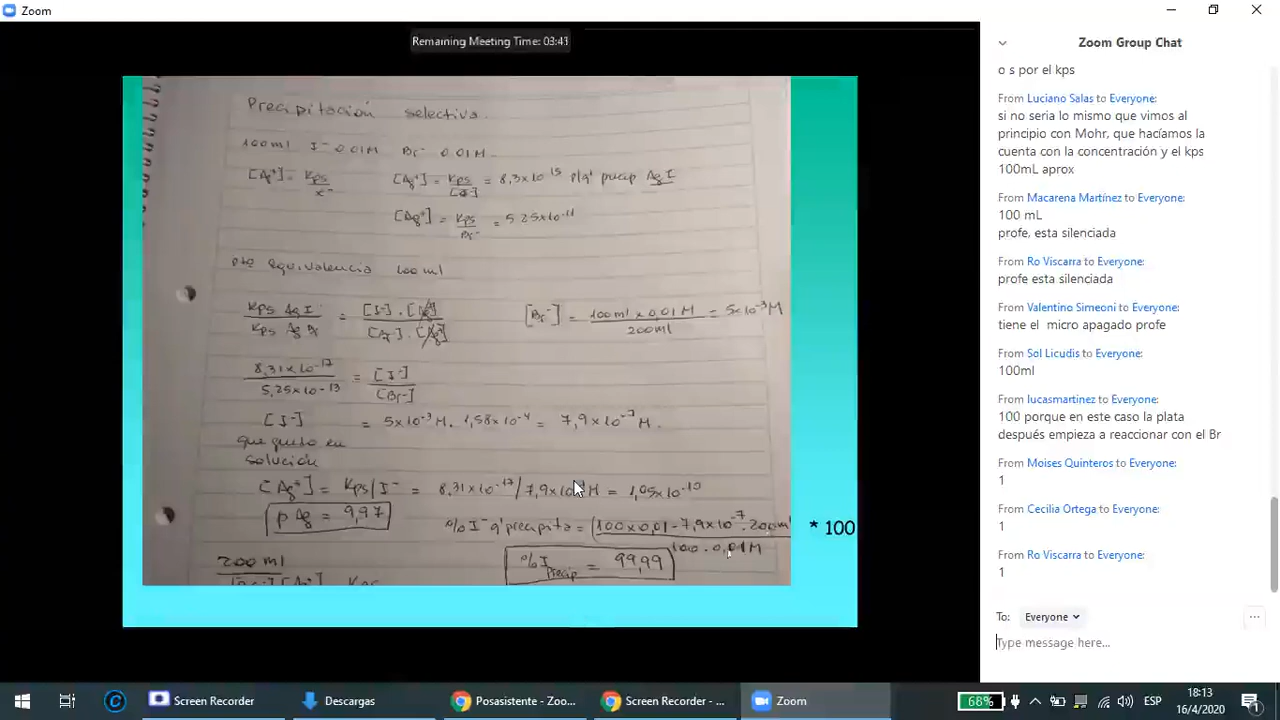 Zoom
Remaining Meeting Time: 03:41
Precipitación selectiva.
100ml I⁻ 0.01M Br⁻ 0.01M.
[Ag⁺] = Kps/x⁻ [Ag⁺] = Kps/[I⁻] = 8,3x10⁻¹⁵ p/q' precip AgI
[Ag⁺] = Kps/Br⁻ = 5.25x10⁻¹¹
pto equivalencia 100 ml
Kps AgI / Kps AgBr = [I⁻].[Ag⁺] / [Br⁻].[Ag⁺] [Br⁻] = 100ml x 0,01 M / 200ml = 5x10⁻³M
8,31x10⁻¹⁷ / 5,25x10⁻¹³ = [I⁻] / [Br⁻]
[I⁻] = 5x10⁻³M. 1,58x10⁻⁴ = 7,9x10⁻⁷ M.
que quedo en
solución
[Ag⁺] = Kps/I⁻ = 8,31x10⁻¹⁷/7,9x10⁻⁷M = 1,05x10⁻¹⁰
pAg = 9,97
% I⁻ q' precipita = (100x0,01 - 7,9x10⁻⁷.200ml * 100
100.0,01M
% I precip = 99,99
200 ml
Zoom Group Chat
o s por el kps
From Luciano Salas to Everyone:
si no seria lo mismo que vimos al
principio con Mohr, que hacíamos la
cuenta con la concentración y el kps
100mL aprox
From Macarena Martínez to Everyone:
100 mL
profe, esta silenciada
From Ro Viscarra to Everyone:
profe esta silenciada
From Valentino Simeoni to Everyone:
tiene el micro apagado profe
From Sol Licudis to Everyone:
100ml
From lucasmartinez to Everyone:
100 porque en este caso la plata
después empieza a reaccionar con el Br
From Moises Quinteros to Everyone:
1
From Cecilia Ortega to Everyone:
1
From Ro Viscarra to Everyone:
1
To: Everyone
Type message here...
Screen Recorder
Descargas
Posasistente - Zoo...
Screen Recorder - ...
Zoom
68%
ESP
18:13
16/4/2020